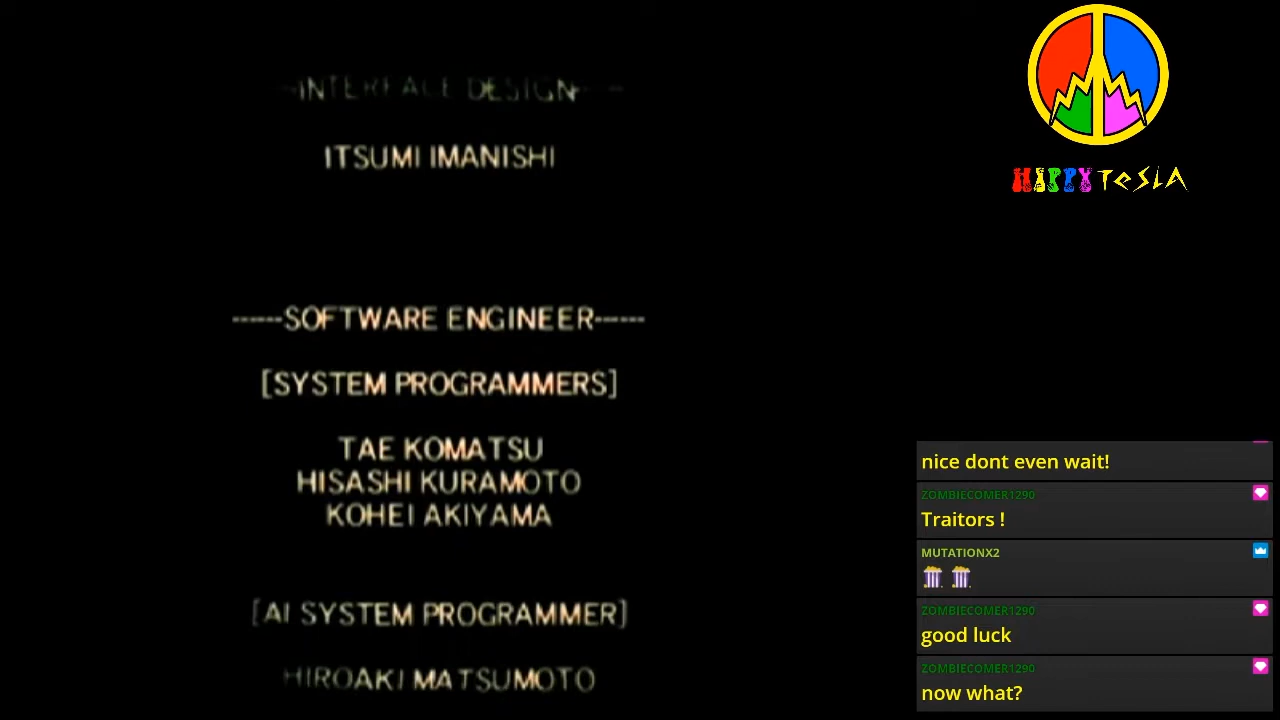 ------INTERFACE DESIGN------
ITSUMI IMANISHI
------SOFTWARE ENGINEER------
[SYSTEM PROGRAMMERS]
TAE KOMATSU
HISASHI KURAMOTO
KOHEI AKIYAMA
[AI SYSTEM PROGRAMMER]
HIROAKI MATSUMOTO
HAPPYTESLA
nice dont even wait!
ZOMBIECOMER1290
Traitors !
MUTATIONX2
ZOMBIECOMER1290
good luck
ZOMBIECOMER1290
now what?